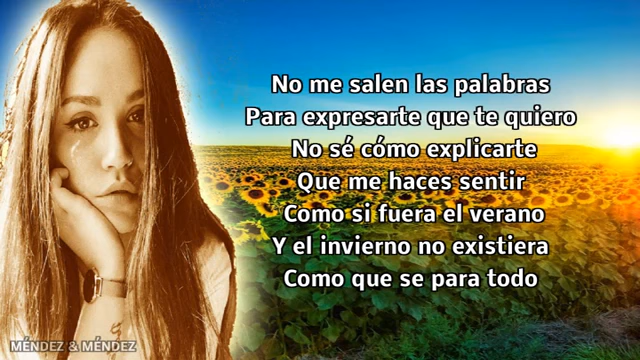 No me salen las palabras
Para expresarte que te quiero
No sé cómo explicarte
Que me haces sentir
Como si fuera el verano
Y el invierno no existiera
Como que se para todo
MÉNDEZ & MÉNDEZ